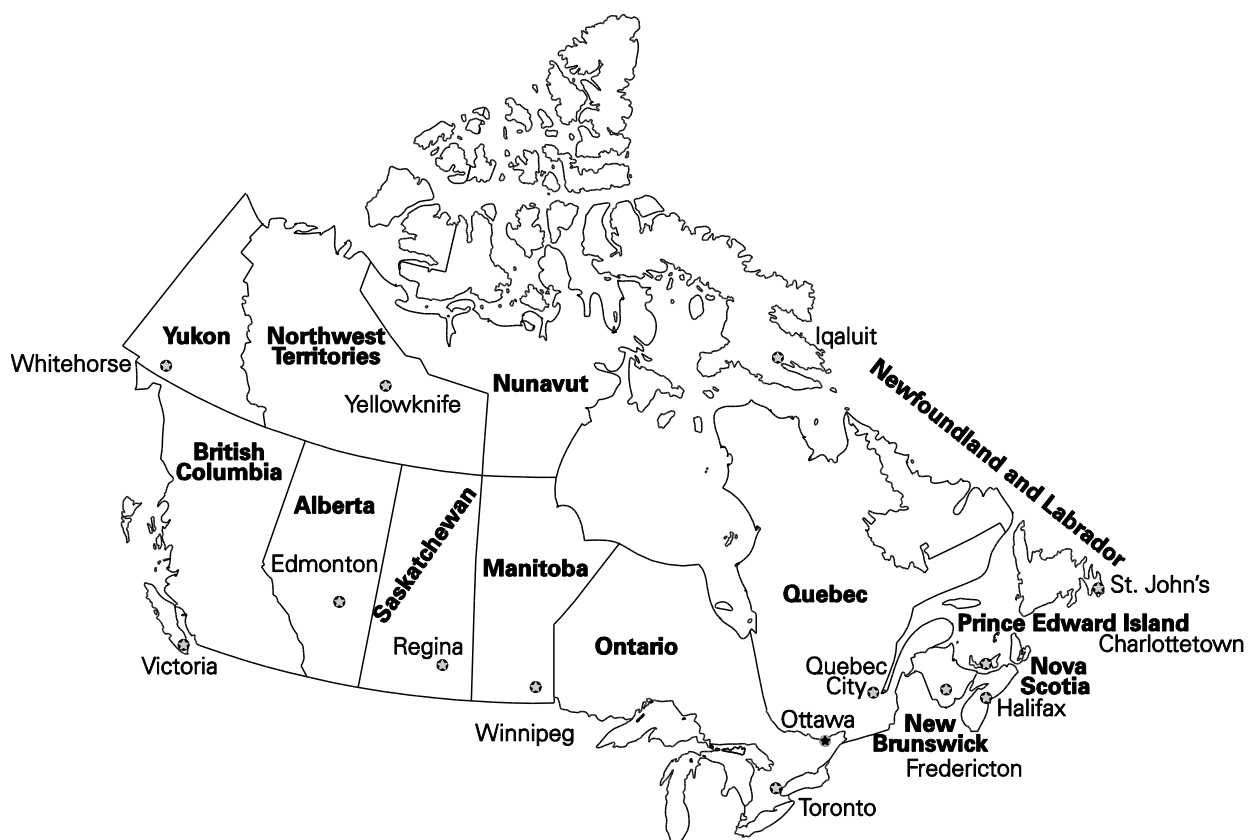 Iqaluit
Yukon
Northwest
Territories
Whitehorse
Nunavut
Yellowknife
Newfoundland and Labrador
British
Columbia
Alberta
Saskatchewan
Edmonton
Manitoba
St. John's
Quebec
Prince Edward Island
Charlottetown
Regina
Ontario
Victoria
Quebec
City
Nova
Scotia
Halifax
Ottawa
Winnipeg
New
Brunswick
Fredericton
Toronto